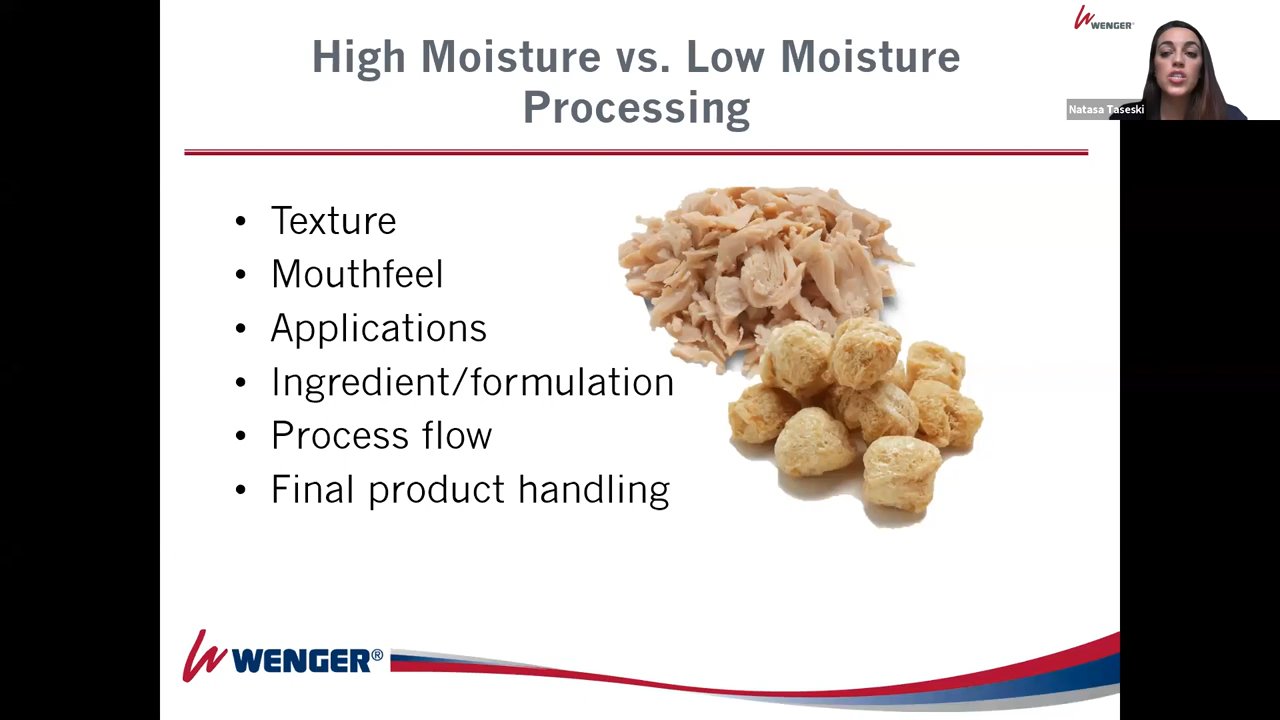 High Moisture vs. Low Moisture
Processing
WENGER
Natasa Taseski
• Texture
• Mouthfeel
• Applications
• Ingredient/formulation
• Process flow
• Final product handling
WENGER®